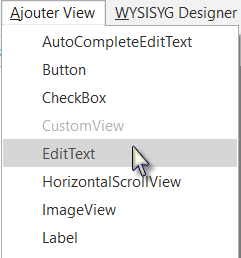 Ajouter View WYSISYG Designer
AutoCompleteEditText
Button
CheckBox
CustomView
EditText
HorizontalScrollView
ImageView
Label